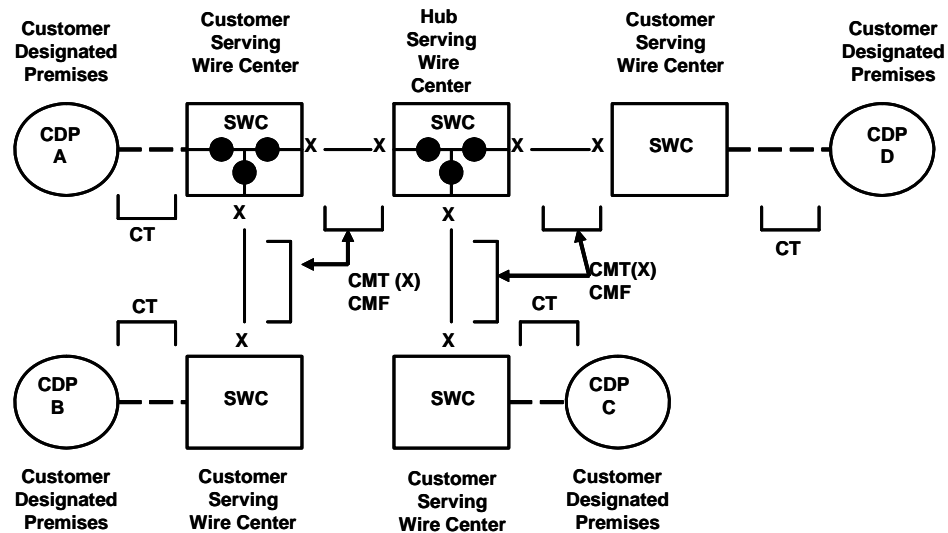 Customer
Designated
Premises
Customer
Serving
Wire Center
Hub
Serving
Wire
Center
Customer
Serving
Wire Center
Customer
Designated
Premises
CDP
A
SWC
X
X
SWC
X
X
SWC
CDP
D
CT
X
X
CT
CMT (X)
CMF
CMT(X)
CMF
CT
CT
X
X
CDP
B
SWC
SWC
CDP
C
Customer
Designated
Premises
Customer
Serving
Wire Center
Customer
Serving
Wire Center
Customer
Designated
Premises